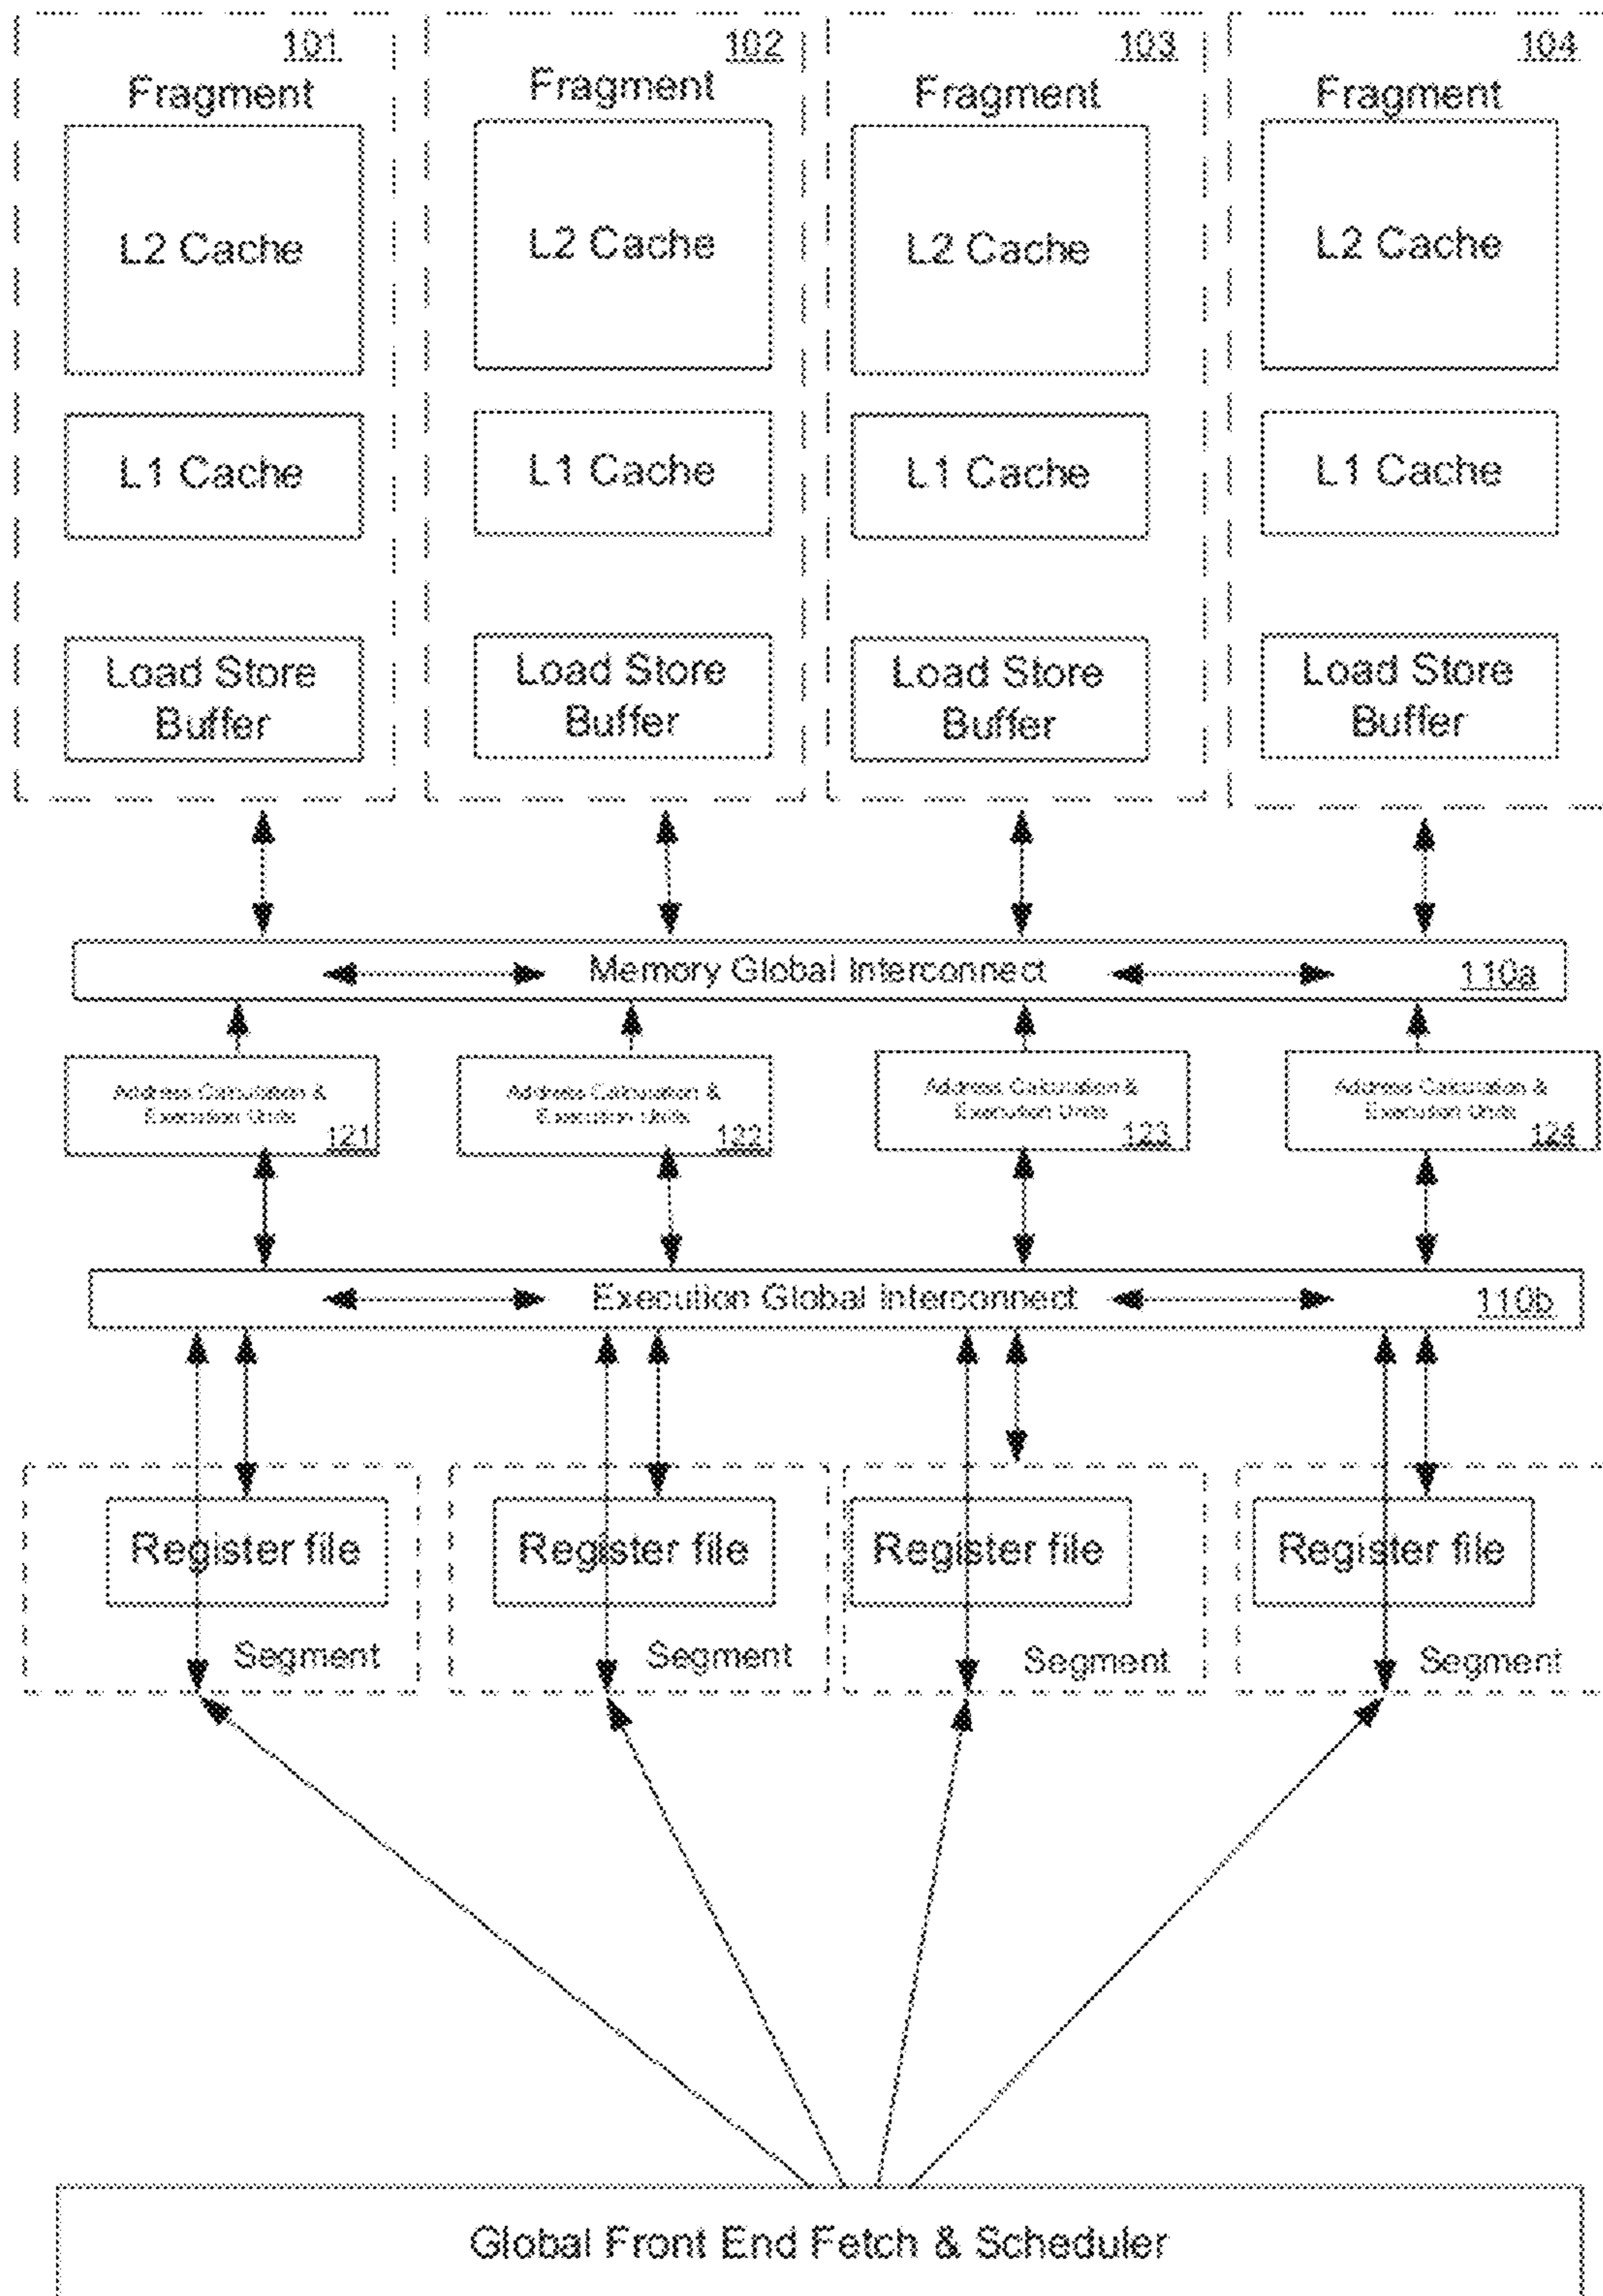 101
Fragment
L2 Cache
L1 Cache
Load Store
Buffer
102
Fragment
L2 Cache
L1 Cache
Load Store
Buffer
103
Fragment
L2 Cache
L1 Cache
Load Store
Buffer
104
Fragment
L2 Cache
L1 Cache
Load Store
Buffer
Memory Global Interconnect
110a
Address Calculation &
Execution Units
121
Address Calculation &
Execution Units
122
Address Calculation &
Execution Units
123
Address Calculation &
Execution Units
124
Execution Global Interconnect
110b
Register file
Segment
Register file
Segment
Register file
Segment
Register file
Segment
Global Front End Fetch & Scheduler